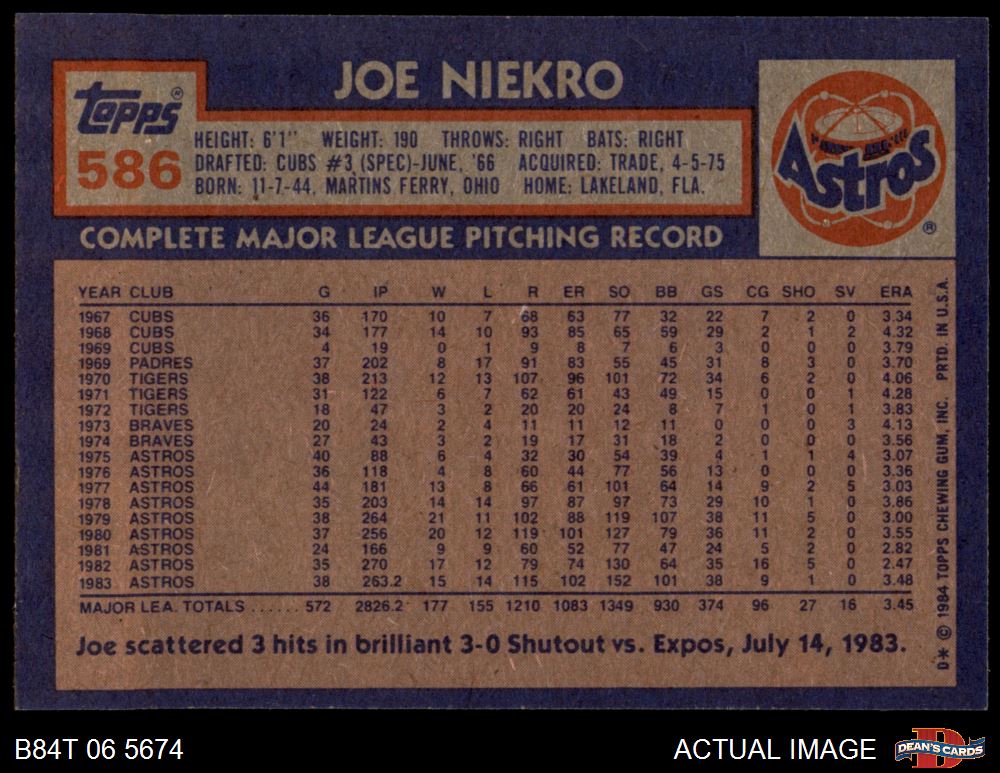 JOE NIEKRO
Topps®
586
HEIGHT: 6'1" WEIGHT: 190 THROWS: RIGHT BATS: RIGHT
DRAFTED: CUBS #3 (SPEC)-JUNE, '66 ACQUIRED: TRADE, 4-5-75
BORN: 11-7-44, MARTINS FERRY, OHIO HOME: LAKELAND, FLA.
Astros®
COMPLETE MAJOR LEAGUE PITCHING RECORD
YEAR CLUB G IP W L R ER SO BB GS CG SHO SV ERA
1967 CUBS 36 170 10 7 68 63 77 32 22 7 2 0 3.34
1968 CUBS 34 177 14 10 93 85 65 59 29 2 1 2 4.32
1969 CUBS 4 19 0 1 9 8 7 6 3 0 0 0 3.79
1969 PADRES 37 202 8 17 91 83 55 45 31 8 3 0 3.70
1970 TIGERS 38 213 12 13 107 96 101 72 34 6 2 0 4.06
1971 TIGERS 31 122 6 7 62 61 43 49 15 0 0 1 4.28
1972 TIGERS 18 47 3 2 20 20 24 8 7 1 0 1 3.83
1973 BRAVES 20 24 2 4 11 11 12 11 0 0 0 3 4.13
1974 BRAVES 27 43 3 2 19 17 31 18 2 0 0 0 3.56
1975 ASTROS 40 88 6 4 32 30 54 39 4 1 1 4 3.07
1976 ASTROS 36 118 4 8 60 44 77 56 13 0 0 0 3.36
1977 ASTROS 44 181 13 8 66 61 101 64 14 9 2 5 3.03
1978 ASTROS 35 203 14 14 97 87 97 73 29 10 1 0 3.86
1979 ASTROS 38 264 21 11 102 88 119 107 38 11 5 0 3.00
1980 ASTROS 37 256 20 12 119 101 127 79 36 11 2 0 3.55
1981 ASTROS 24 166 9 9 60 52 77 47 24 5 2 0 2.82
1982 ASTROS 35 270 17 12 79 74 130 64 35 16 5 0 2.47
1983 ASTROS 38 263.2 15 14 115 102 152 101 38 9 1 0 3.48
MAJOR LEA. TOTALS ...... 572 2826.2 177 155 1210 1083 1349 930 374 96 27 16 3.45
Joe scattered 3 hits in brilliant 3-0 Shutout vs. Expos, July 14, 1983.
D* © 1984 TOPPS CHEWING GUM, INC. PRTD. IN U.S.A.
B84T 06 5674
ACTUAL IMAGE
D
DEAN'S CARDS